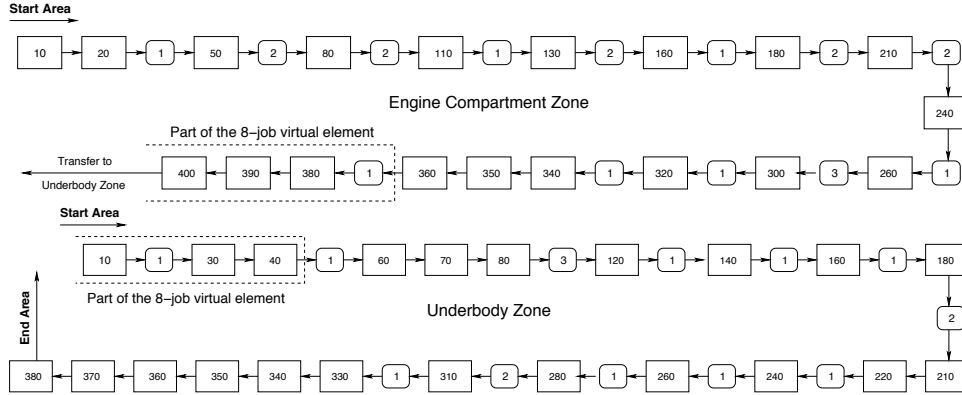 Start Area
10 20 1 50 2 80 2 110 1 130 2 160 1 180 2 210 2
Engine Compartment Zone
240
Part of the 8-job virtual element
Transfer to
Underbody Zone
400 390 380 1 360 350 340 1 320 1 300 3 260 1
Start Area
10 1 30 40 1 60 70 80 3 120 1 140 1 160 1 180
Part of the 8-job virtual element
Underbody Zone
End Area
2
380 370 360 350 340 330 1 310 2 280 1 260 1 240 1 220 210